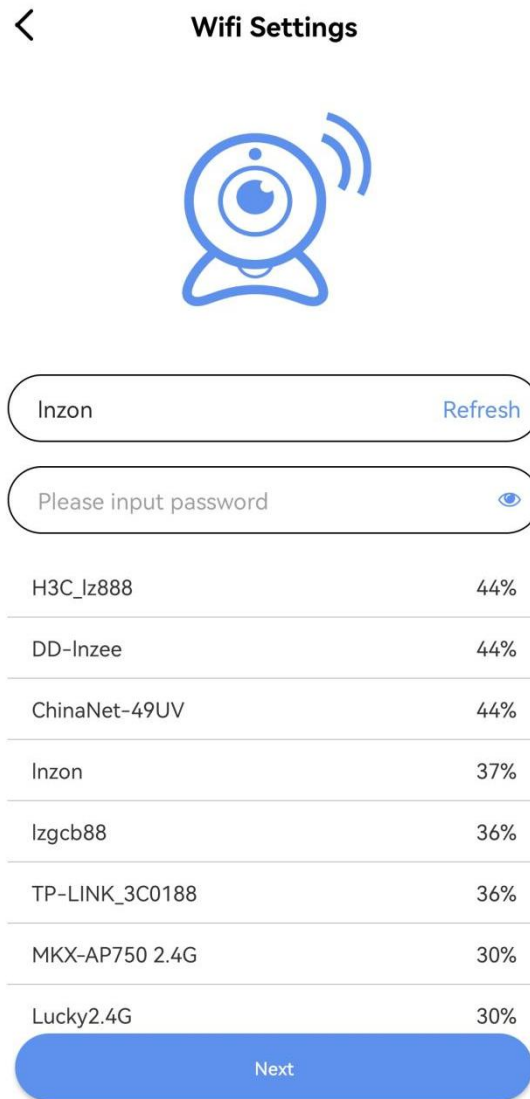 Wifi Settings
lnzon Refresh
Please input password
H3C_lz888 44%
DD-lnzee 44%
ChinaNet-49UV 44%
lnzon 37%
lzgcb88 36%
TP-LINK_3C0188 36%
MKX-AP750 2.4G 30%
Lucky2.4G 30%
Next